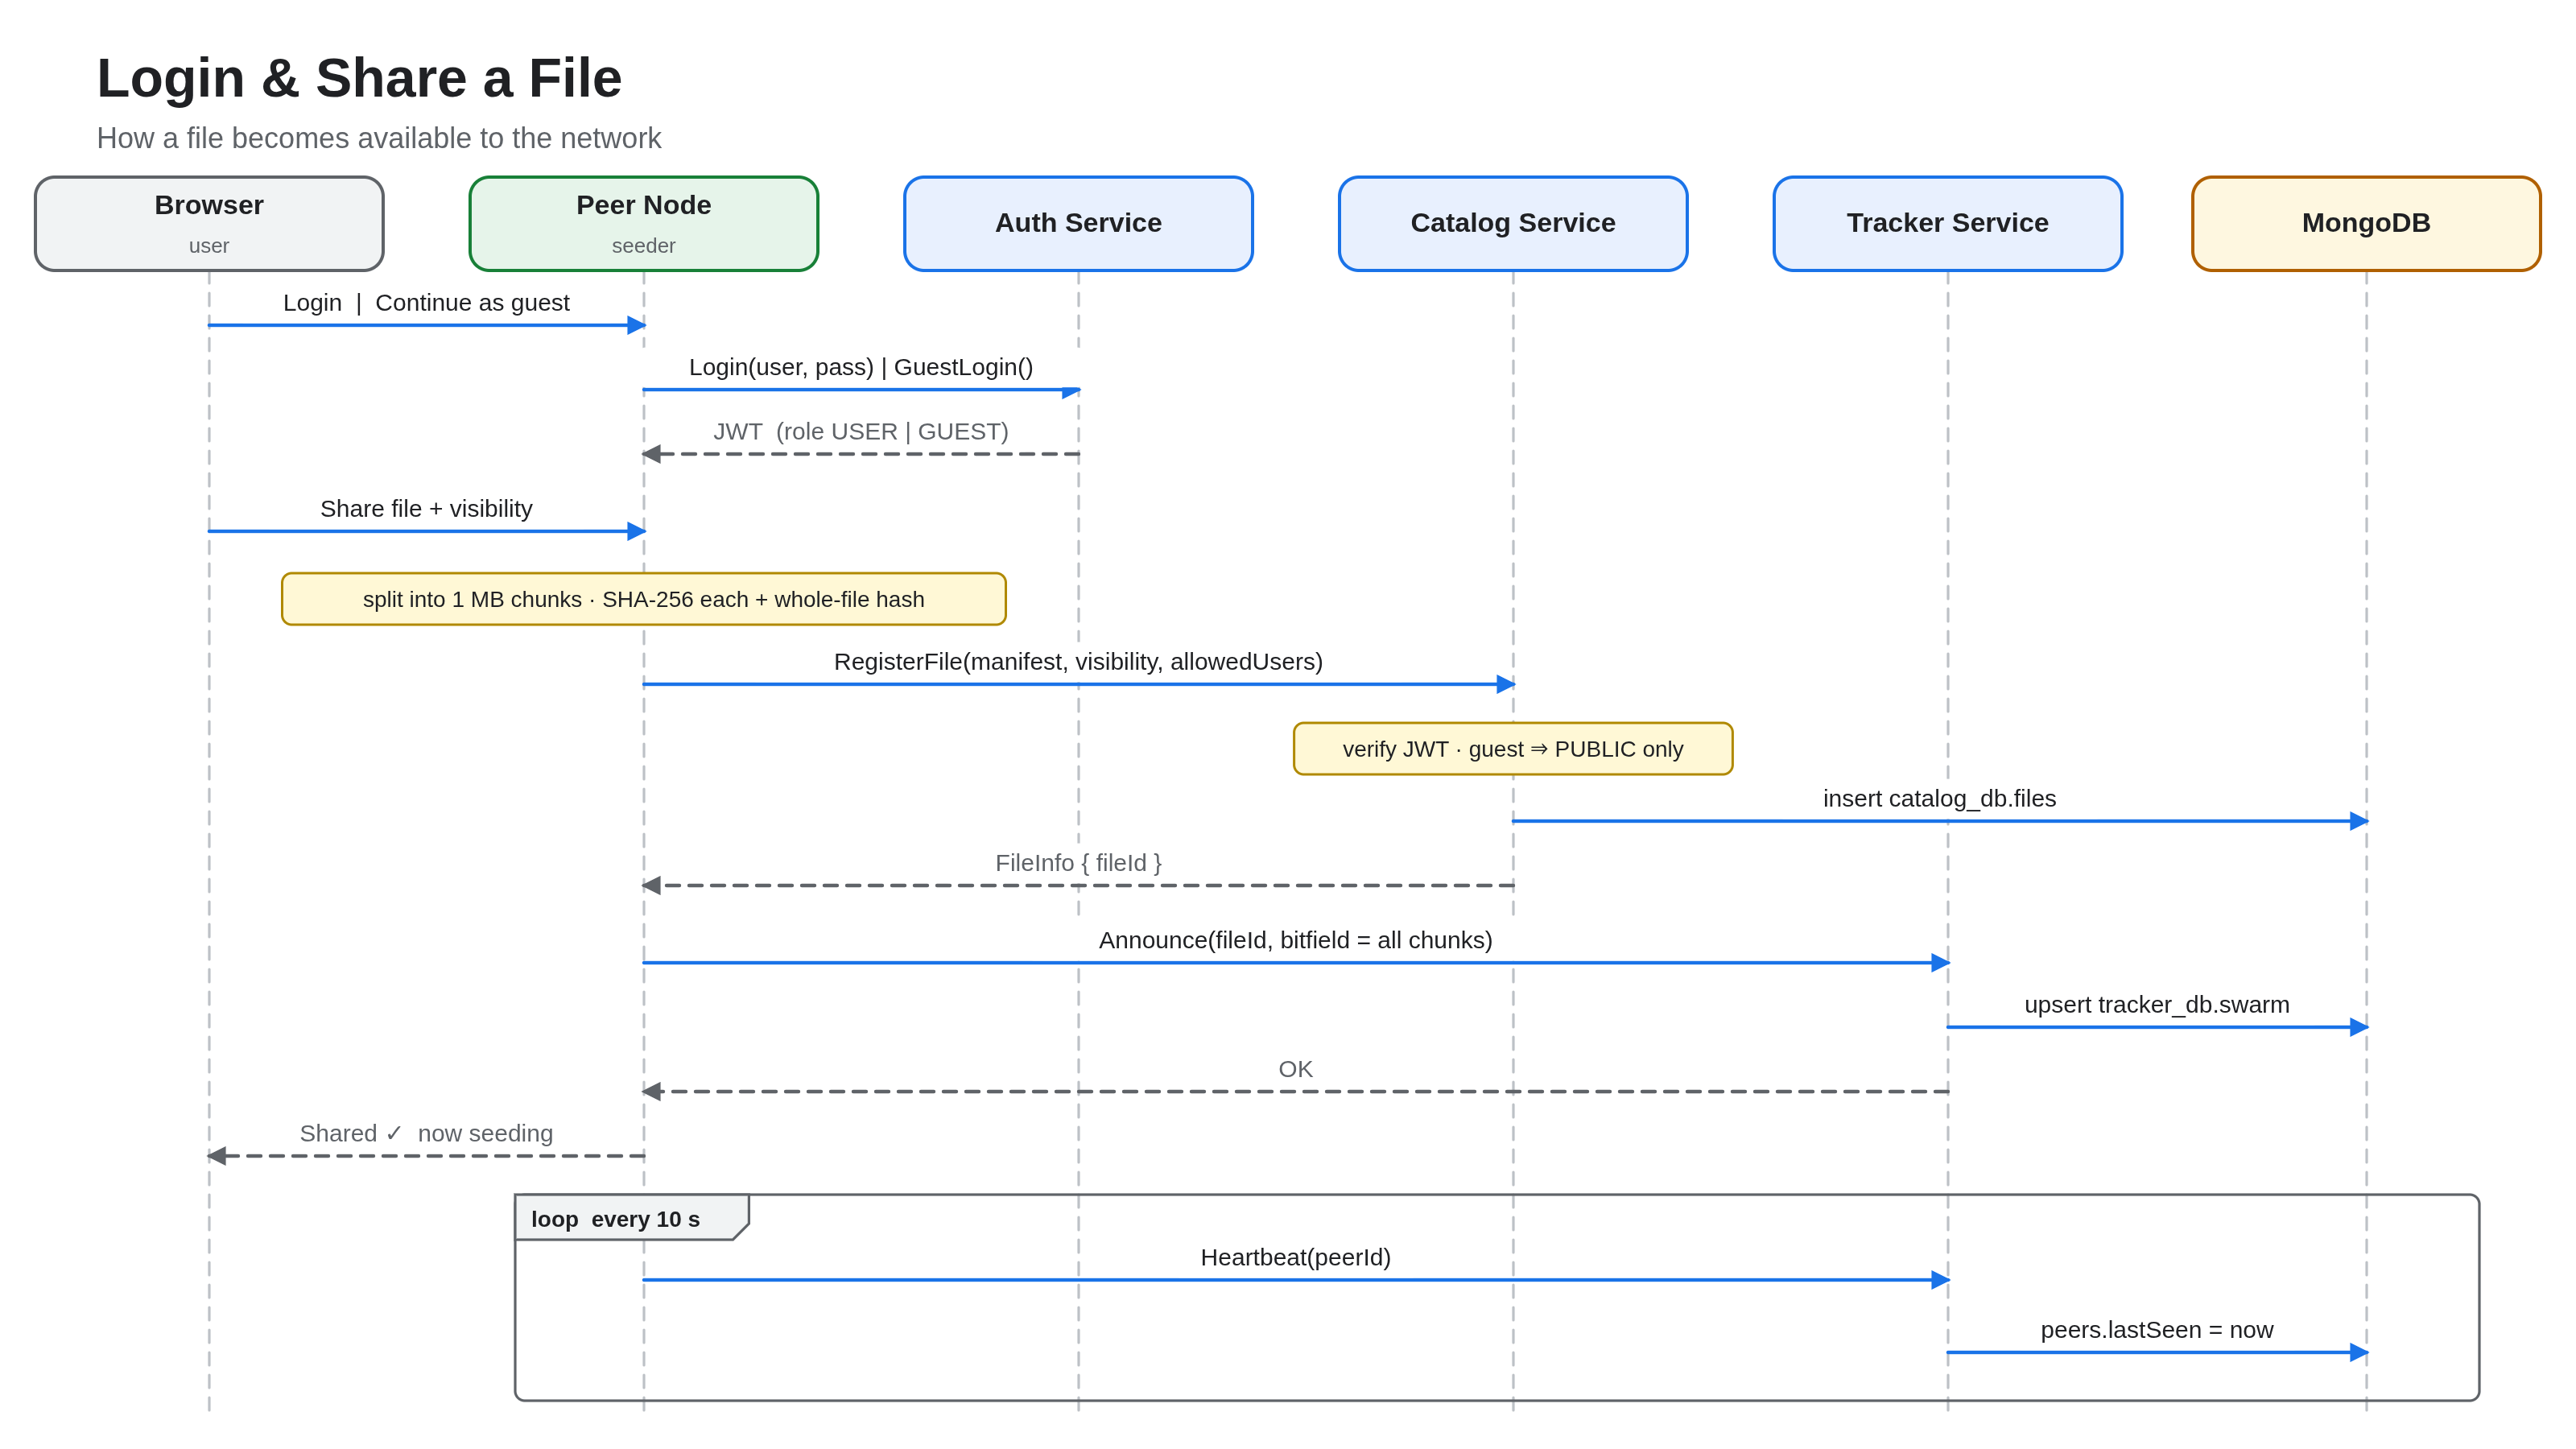 Login & Share a File
How a file becomes available to the network
Browser
user
Peer Node
seeder
Auth Service
Catalog Service
Tracker Service
MongoDB
Login | Continue as guest
Login(user, pass) | GuestLogin()
JWT (role USER | GUEST)
Share file + visibility
split into 1 MB chunks · SHA-256 each + whole-file hash
RegisterFile(manifest, visibility, allowedUsers)
verify JWT · guest ⇒ PUBLIC only
insert catalog_db.files
FileInfo { fileId }
Announce(fileId, bitfield = all chunks)
upsert tracker_db.swarm
OK
Shared ✓ now seeding
loop every 10 s
Heartbeat(peerId)
peers.lastSeen = now